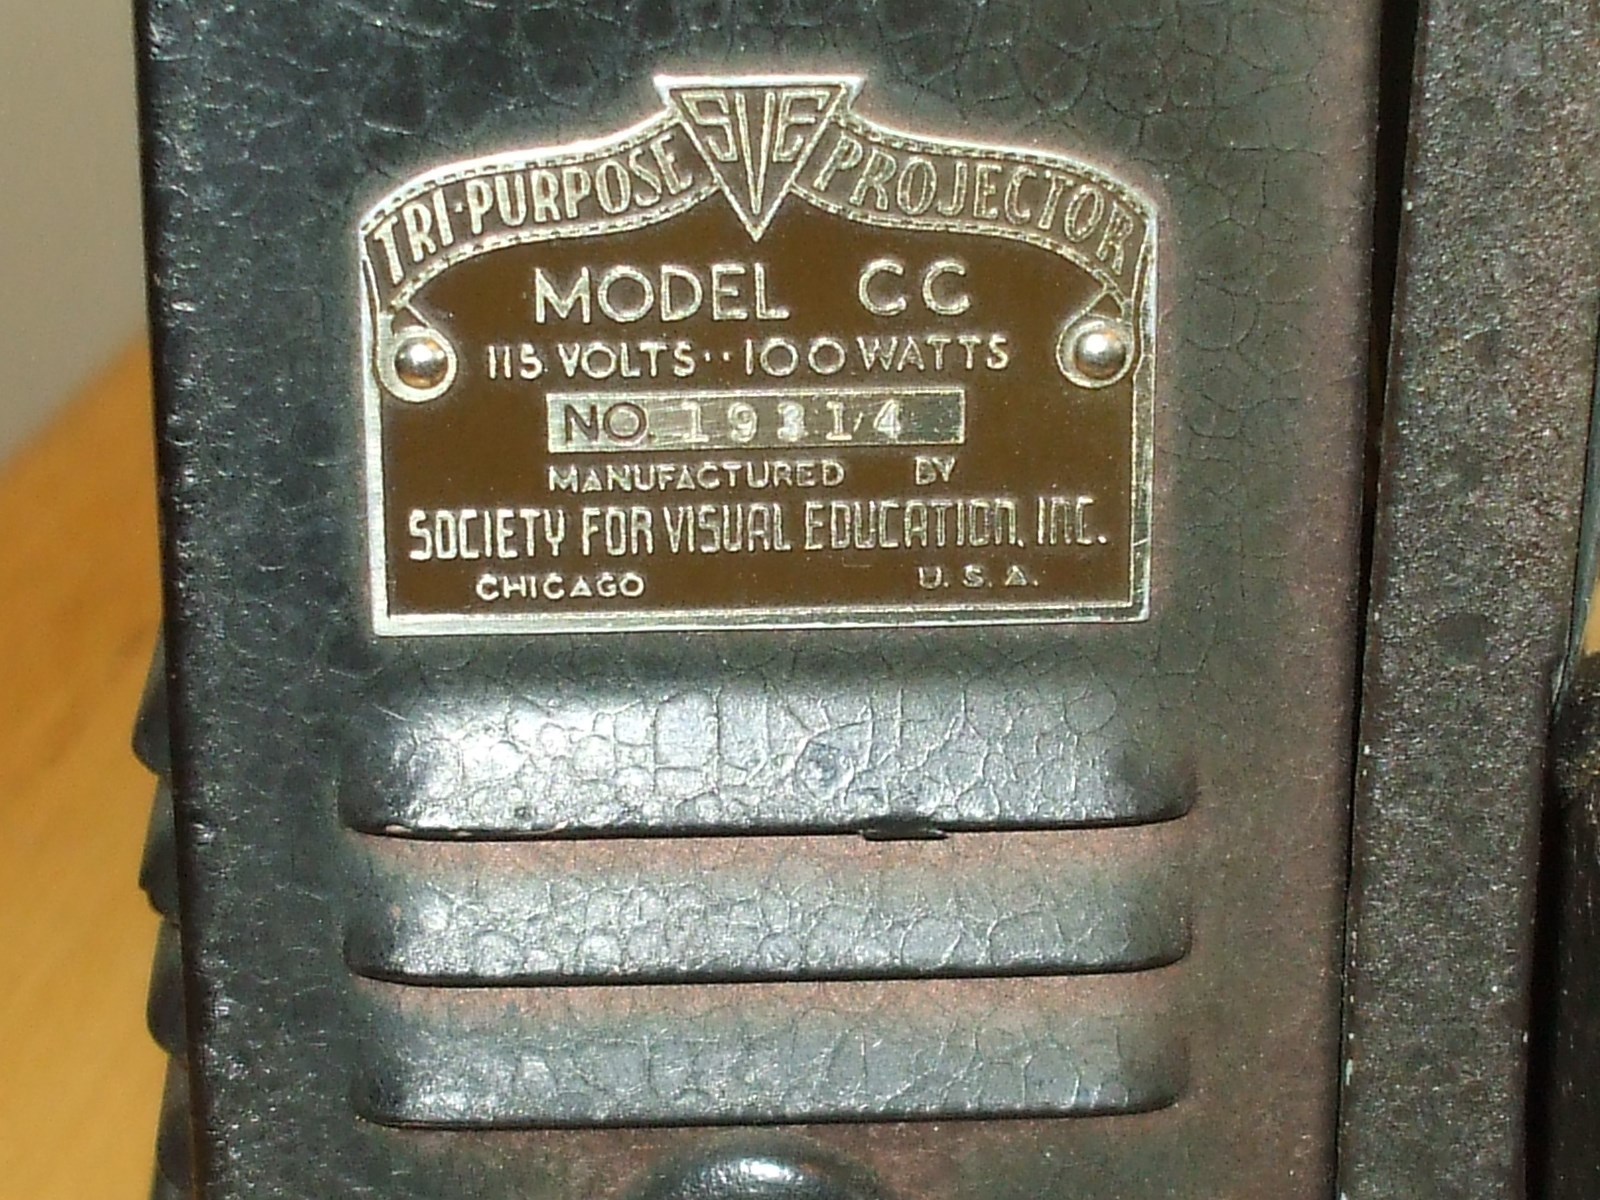 SVE
TRI-PURPOSE PROJECTOR
MODEL CC
115 VOLTS··100 WATTS
NO. 19314
MANUFACTURED BY
SOCIETY FOR VISUAL EDUCATION, INC.
CHICAGO U. S. A.